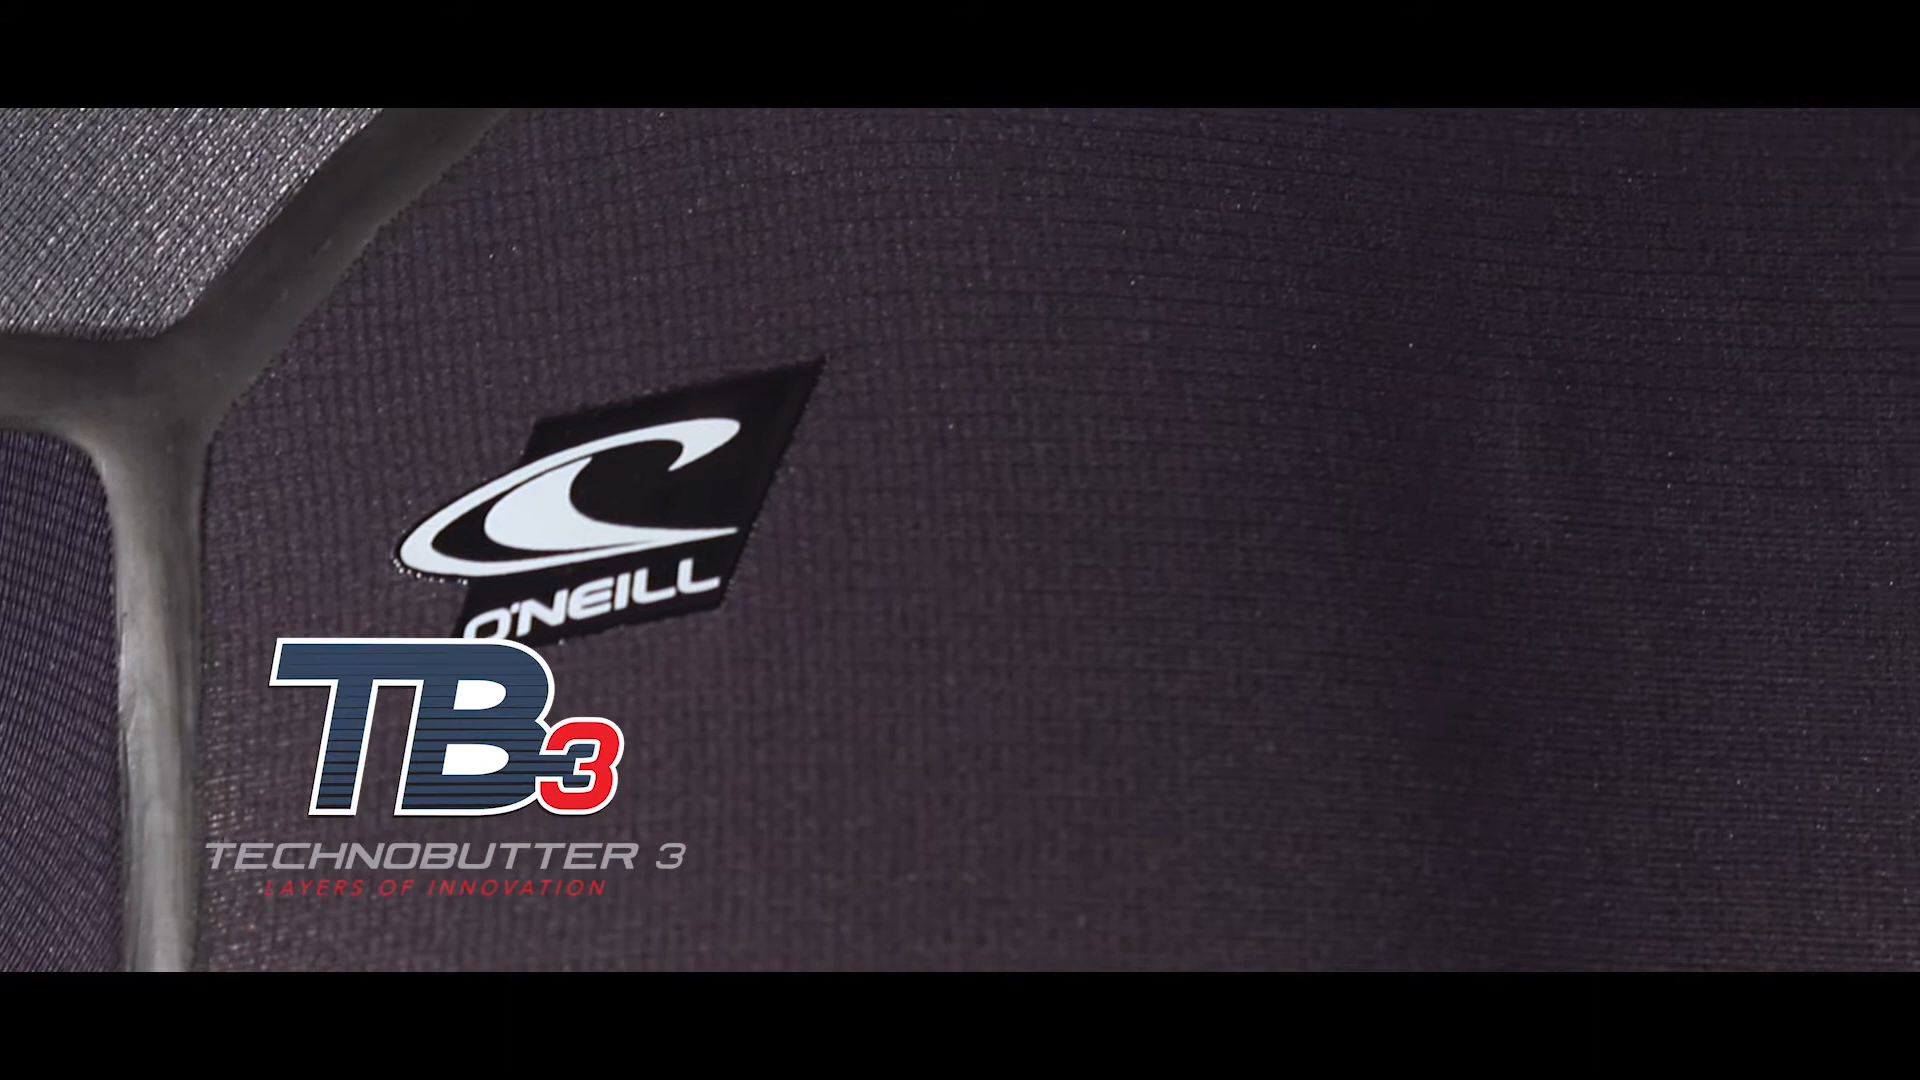 O'NEILL
TB3
TECHNOBUTTER 3
LAYERS OF INNOVATION